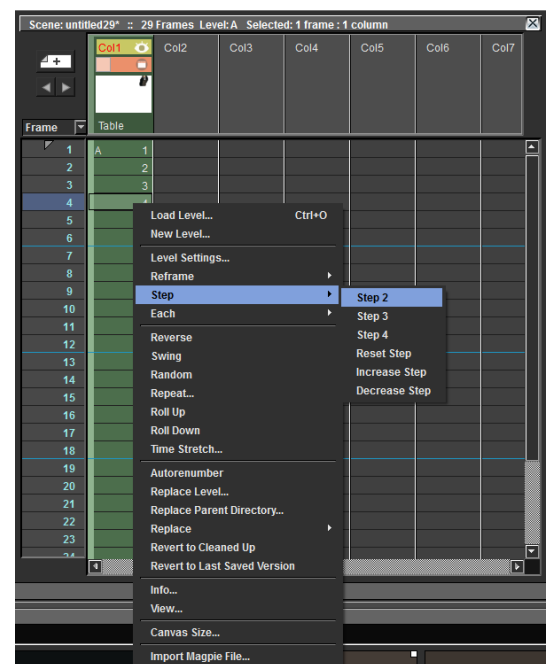 Scene: untitled29* :: 29 Frames Level: A Selected: 1 frame : 1 column
Col1 Col2 Col3 Col4 Col5 Col6 Col7
Frame Table
1 A 1
2 2
3 3
4
5
6
7
8
9
10
11
12
13
14
15
16
17
18
19
20
21
22
23
24
Load Level... Ctrl+O
New Level...
Level Settings...
Reframe
Step
Each
Reverse
Swing
Random
Repeat...
Roll Up
Roll Down
Time Stretch...
Autorenumber
Replace Level...
Replace Parent Directory...
Replace
Revert to Cleaned Up
Revert to Last Saved Version
Info...
View...
Canvas Size...
Import Magpie File...
Step 2
Step 3
Step 4
Reset Step
Increase Step
Decrease Step